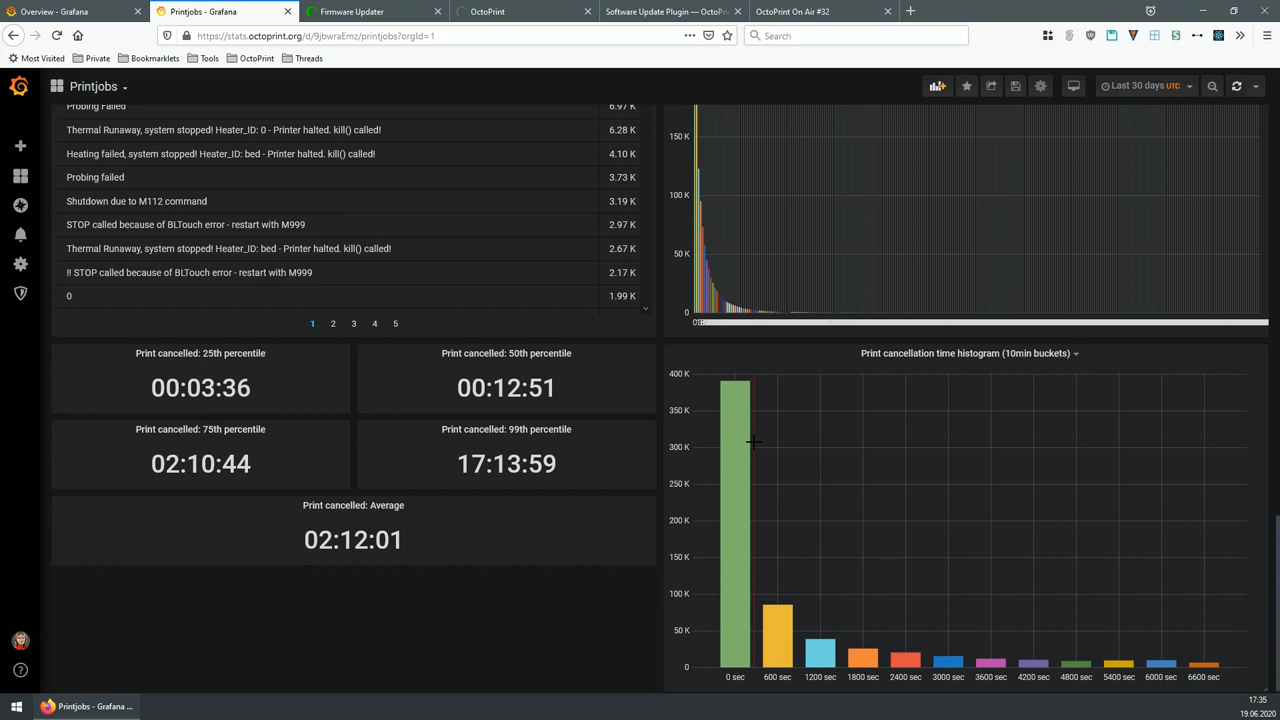 Overview - Grafana
Printjobs - Grafana
Firmware Updater
OctoPrint
Software Update Plugin — OctoPri
OctoPrint On Air #32
https://stats.octoprint.org/d/9jbwraEmz/printjobs?orgId=1
Search
Most Visited
Private
Bookmarklets
Tools
OctoPrint
Threads
Printjobs
Last 30 days UTC
Probing Failed 6.97 K
Thermal Runaway, system stopped! Heater_ID: 0 - Printer halted. kill() called! 6.28 K
Heating failed, system stopped! Heater_ID: bed - Printer halted. kill() called! 4.10 K
Probing failed 3.73 K
Shutdown due to M112 command 3.19 K
STOP called because of BLTouch error - restart with M999 2.97 K
Thermal Runaway, system stopped! Heater_ID: bed - Printer halted. kill() called! 2.67 K
!! STOP called because of BLTouch error - restart with M999 2.17 K
0 1.99 K
1 2 3 4 5
150 K
100 K
50 K
0
Print cancelled: 25th percentile
00:03:36
Print cancelled: 50th percentile
00:12:51
Print cancelled: 75th percentile
02:10:44
Print cancelled: 99th percentile
17:13:59
Print cancelled: Average
02:12:01
Print cancellation time histogram (10min buckets)
400 K
350 K
300 K
250 K
200 K
150 K
100 K
50 K
0
0 sec 600 sec 1200 sec 1800 sec 2400 sec 3000 sec 3600 sec 4200 sec 4800 sec 5400 sec 6000 sec 6600 sec
Printjobs - Grafana ...
17:35
19.06.2020